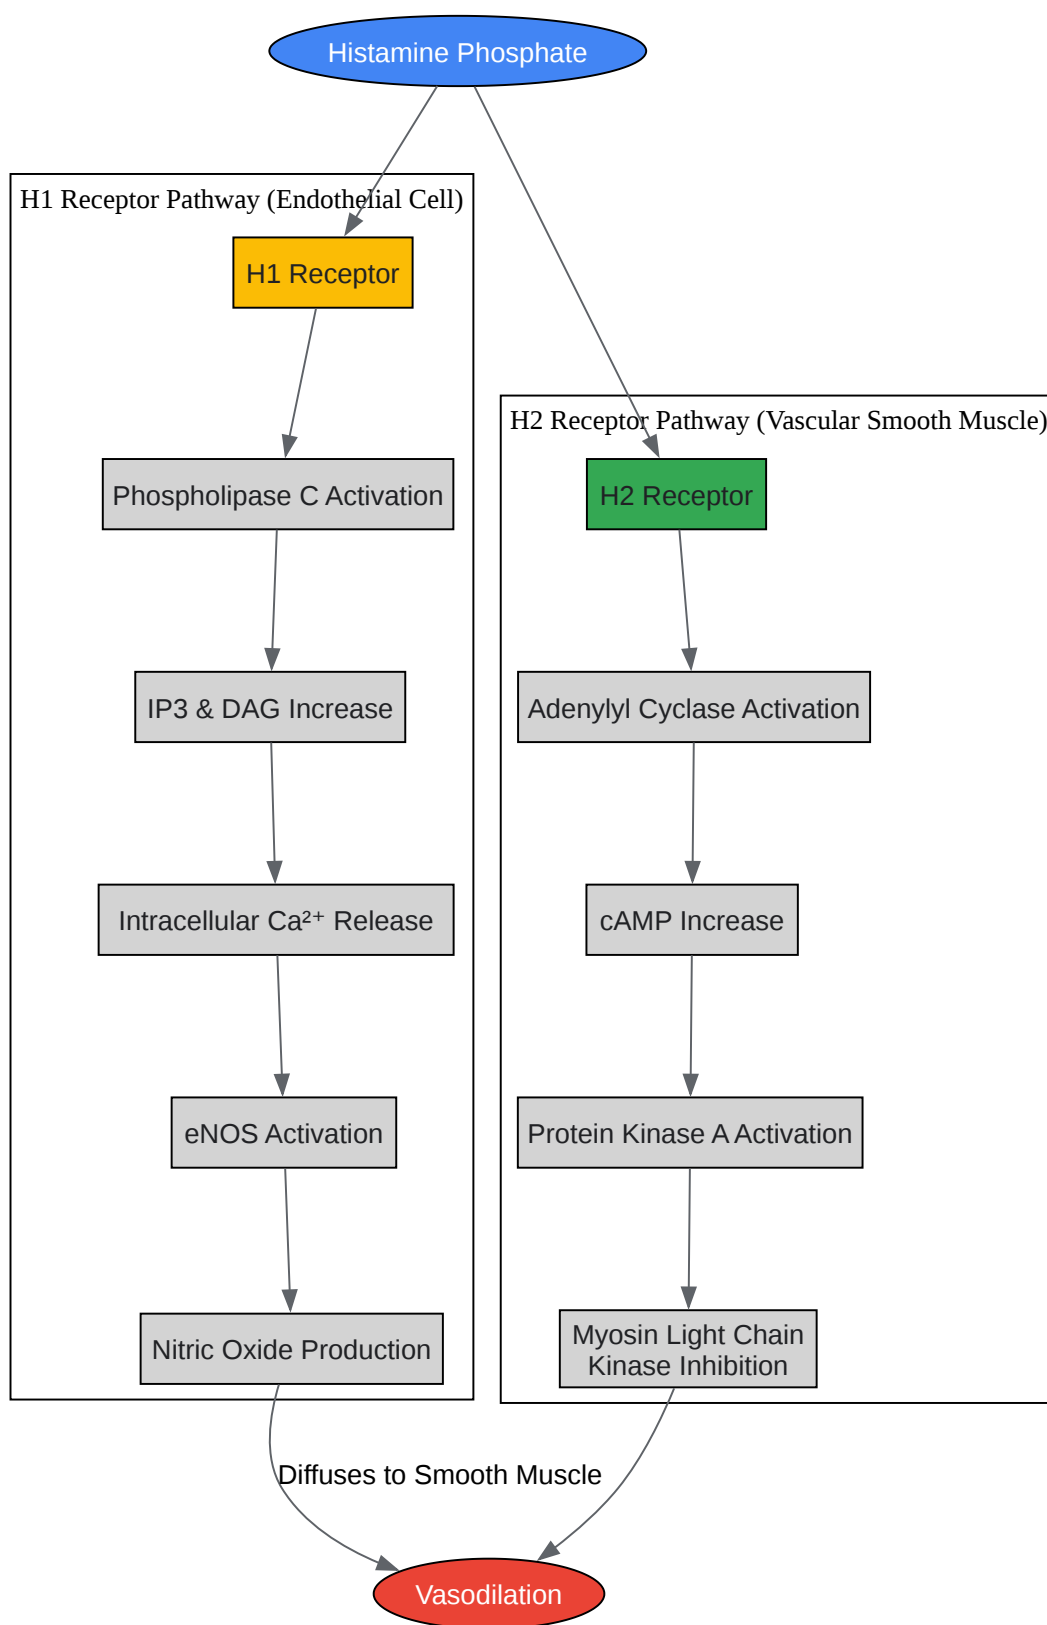 Histamine Phosphate
H1 Receptor Pathway (Endothelial Cell)
H1 Receptor
Phospholipase C Activation
IP3 & DAG Increase
Intracellular Ca²⁺ Release
eNOS Activation
Nitric Oxide Production
H2 Receptor Pathway (Vascular Smooth Muscle)
H2 Receptor
Adenylyl Cyclase Activation
cAMP Increase
Protein Kinase A Activation
Myosin Light Chain
Kinase Inhibition
Diffuses to Smooth Muscle
Vasodilation